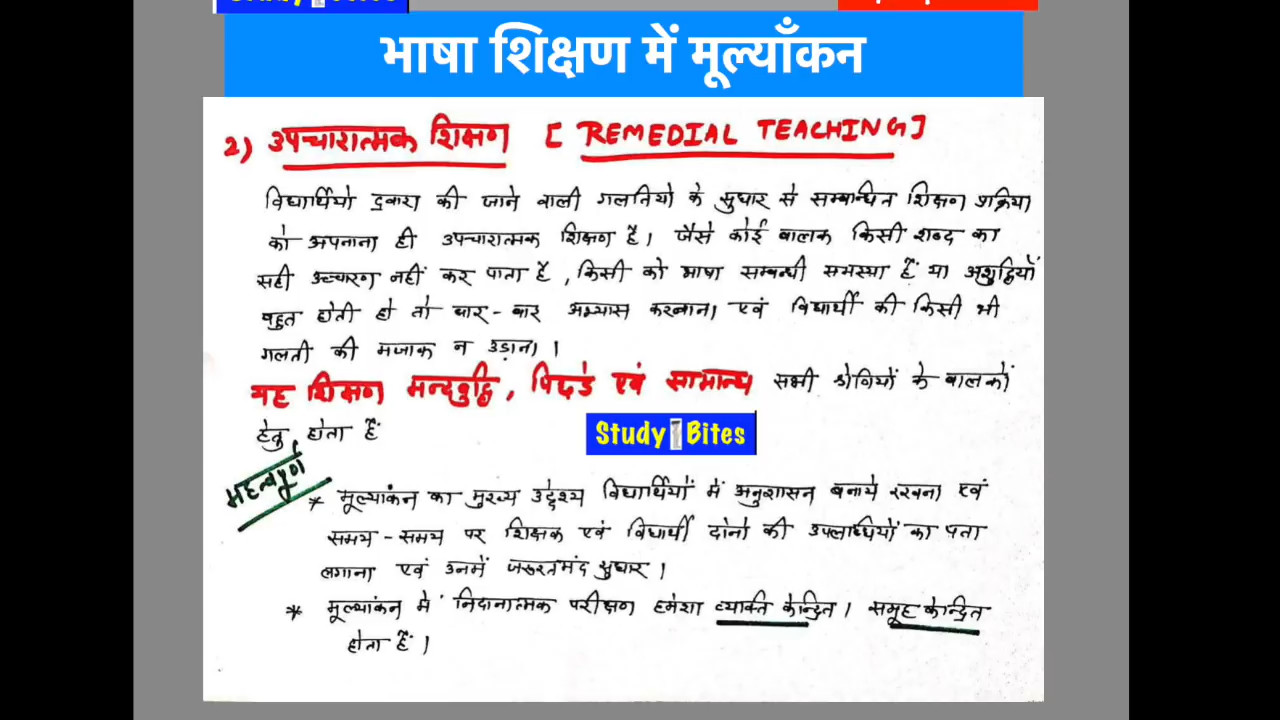 भाषा शिक्षण में मूल्याँकन
2) उपच्चारात्मक शिक्षण [ REMEDIAL TEACHING ]
विद्यार्थियो द्वारा की जाने वाली गलतियो के सुधार से सम्बन्धित शिक्षण प्रक्रिया
को अपनाना ही उपच्चारात्मक शिक्षण है। जैसे कोई बालक किसी शब्द का
सही उच्चारण नहीं कर पाता है, किसी को भाषा सम्बन्धी समस्या हैं या अशुद्धियाँ
बहुत होती हो तो बार-बार अभ्यास करवाना एवं विद्यार्थी की किसी भी
गलती की मजाक न उड़ाना।
यह शिक्षण मन्दबुद्धि, पिछडे एवं सामान्य सभी श्रेणियों के बालकों
हेतु होता हैं
Study Bites
महत्वपूर्ण
* मूल्यांकन का मुख्य उद्देश्य विद्यार्थियों में अनुशासन बनाये रखना एवं
समय-समय पर शिक्षक एवं विद्यार्थी दोनो की उपलब्धियों का पता
लगाना एवं उनमें जरुरतमंद सुधार।
* मूल्यांकन में निदानात्मक परीक्षण हमेशा व्यक्ति केन्द्रित। समूह केन्द्रित
होता हैं।